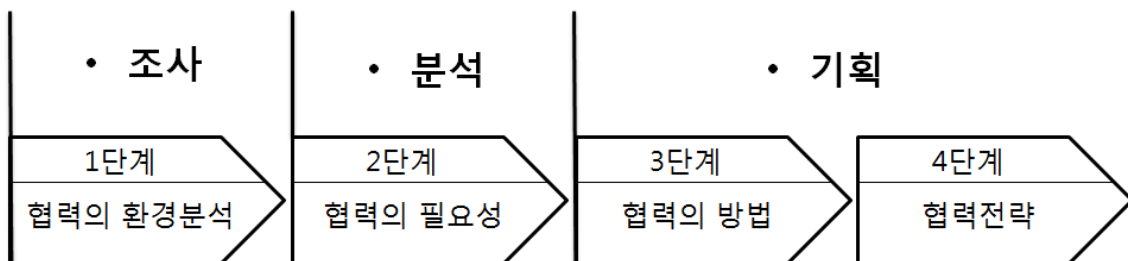 • 조사
• 분석
• 기획
1단계
2단계
3단계
4단계
협력의 환경분석
협력의 필요성
협력의 방법
협력전략